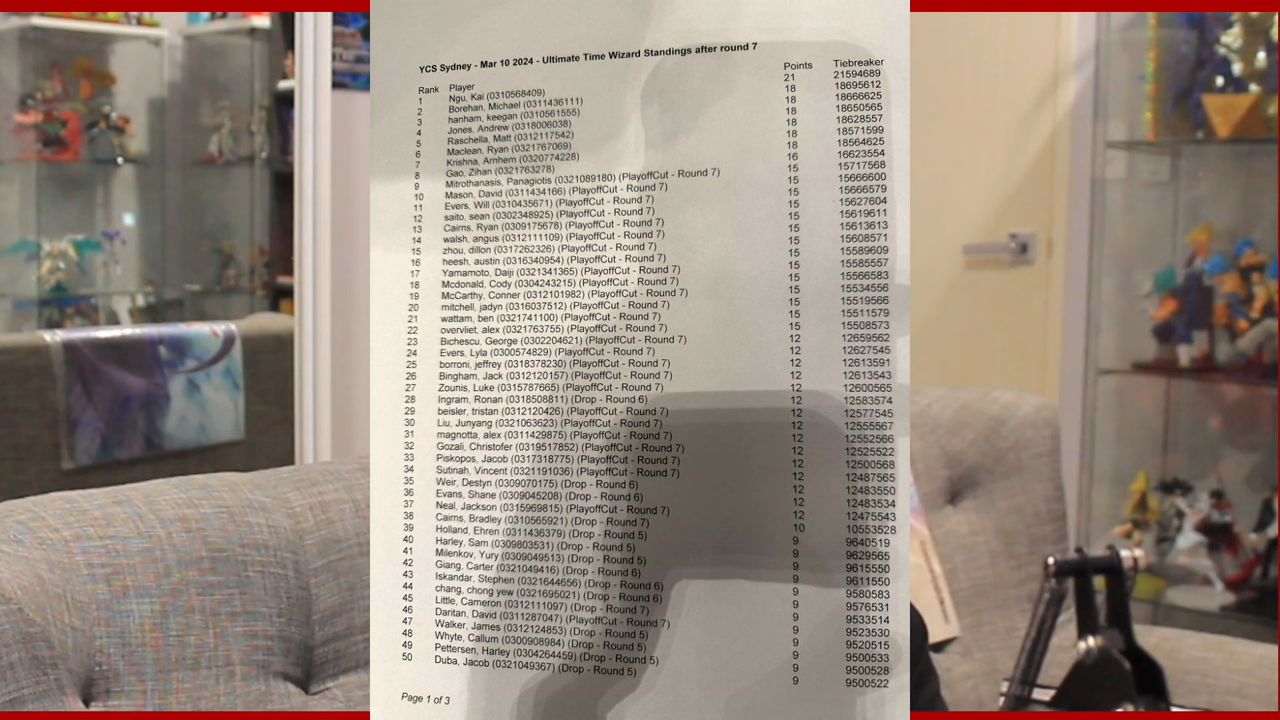 YCS Sydney - Mar 10 2024 - Ultimate Time Wizard Standings after round 7
Rank Player Points Tiebreaker
1 Ngu, Kai (0310568409) 21 21594689
2 Borehan, Michael (0311436111) 18 18695612
3 hanham, keegan (0310561555) 18 18666625
4 Jones, Andrew (0318006038) 18 18650565
5 Raschella, Matt (0312117542) 18 18628557
6 Maclean, Ryan (0321767069) 18 18571599
7 Krishna, Arnhem (0320774228) 18 18564625
8 Gao, Zihan (0321763278) 16 16623554
9 Mitrothanasis, Panagiotis (0321089180) (PlayoffCut - Round 7) 15 15717568
10 Mason, David (0311434166) (PlayoffCut - Round 7) 15 15666600
11 Evers, Will (0310435671) (PlayoffCut - Round 7) 15 15666579
12 saito, sean (0302348925) (PlayoffCut - Round 7) 15 15627604
13 Cairns, Ryan (0309175678) (PlayoffCut - Round 7) 15 15619611
14 walsh, angus (0312111109) (PlayoffCut - Round 7) 15 15613613
15 zhou, dillon (0317262326) (PlayoffCut - Round 7) 15 15608571
16 heesh, austin (0316340954) (PlayoffCut - Round 7) 15 15589609
17 Yamamoto, Daiji (0321341365) (PlayoffCut - Round 7) 15 15585557
18 Mcdonald, Cody (0304243215) (PlayoffCut - Round 7) 15 15566583
19 McCarthy, Conner (0312101982) (PlayoffCut - Round 7) 15 15534556
20 mitchell, jadyn (0316037512) (PlayoffCut - Round 7) 15 15519566
21 wattam, ben (0321741100) (PlayoffCut - Round 7) 15 15511579
22 overvliet, alex (0321763755) (PlayoffCut - Round 7) 15 15508573
23 Bichescu, George (0302204621) (PlayoffCut - Round 7) 12 12659562
24 Evers, Lyla (0300574829) (PlayoffCut - Round 7) 12 12627545
25 borroni, jeffrey (0318378230) (PlayoffCut - Round 7) 12 12613591
26 Bingham, Jack (0312120157) (PlayoffCut - Round 7) 12 12613543
27 Zounis, Luke (0315787665) (PlayoffCut - Round 7) 12 12600565
28 Ingram, Ronan (0318508811) (Drop - Round 6) 12 12583574
29 beisler, tristan (0312120426) (PlayoffCut - Round 7) 12 12577545
30 Liu, Junyang (0321063623) (PlayoffCut - Round 7) 12 12555567
31 magnotta, alex (0311429875) (PlayoffCut - Round 7) 12 12552566
32 Gozali, Christofer (0319517852) (PlayoffCut - Round 7) 12 12525522
33 Piskopos, Jacob (0317318775) (PlayoffCut - Round 7) 12 12500568
34 Sutinah, Vincent (0321191036) (PlayoffCut - Round 7) 12 12487565
35 Weir, Destyn (0309070175) (Drop - Round 6) 12 12483550
36 Evans, Shane (0309045208) (Drop - Round 6) 12 12483534
37 Neal, Jackson (0315969815) (PlayoffCut - Round 7) 12 12475543
38 Cairns, Bradley (0310565921) (Drop - Round 7) 10 10553528
39 Holland, Ehren (0311436379) (Drop - Round 5) 9 9640519
40 Harley, Sam (0309803531) (Drop - Round 5) 9 9629565
41 Milenkov, Yury (0309049513) (Drop - Round 5) 9 9615550
42 Giang, Carter (0321049416) (Drop - Round 6) 9 9611550
43 Iskandar, Stephen (0321644656) (Drop - Round 6) 9 9580583
44 chang, chong yew (0321695021) (Drop - Round 6) 9 9576531
45 Little, Cameron (0312111097) (Drop - Round 7) 9 9533514
46 Daritan, David (0311287047) (PlayoffCut - Round 7) 9 9523530
47 Walker, James (0312124853) (Drop - Round 5) 9 9520515
48 Whyte, Callum (0300908984) (Drop - Round 5) 9 9500533
49 Pettersen, Harley (0304264459) (Drop - Round 5) 9 9500528
50 Duba, Jacob (0321049367) (Drop - Round 5) 9 9500522
Page 1 of 3